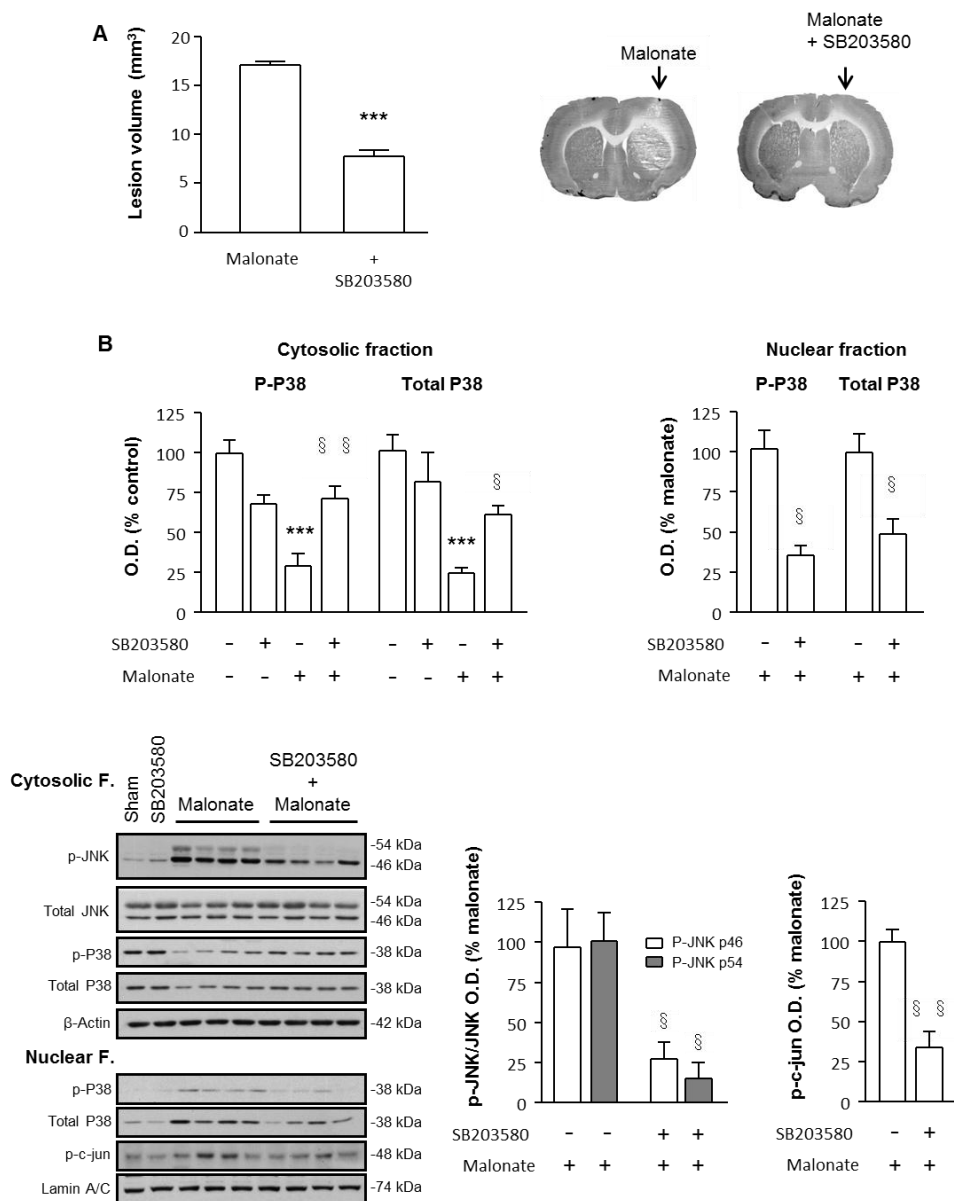 A
Lesion volume (mm³)
20
15
10
5
0
***
Malonate
+
SB203580
Malonate
Malonate
+ SB203580
B
Cytosolic fraction
P-P38
Total P38
O.D. (% control)
125
100
75
50
25
0
***
§ §
***
§
SB203580
- + - + - + - +
Malonate
- - + + - - + +
Nuclear fraction
P-P38
Total P38
O.D. (% malonate)
125
100
75
50
25
0
§
§
- + - +
+ + + +
Cytosolic F.
Sham
SB203580
Malonate
SB203580
+
Malonate
p-JNK
-54 kDa
-46 kDa
Total JNK
-54 kDa
-46 kDa
p-P38
-38 kDa
Total P38
-38 kDa
β-Actin
-42 kDa
Nuclear F.
p-P38
-38 kDa
Total P38
-38 kDa
p-c-jun
-48 kDa
Lamin A/C
-74 kDa
p-JNK/JNK O.D. (% malonate)
125
100
75
50
25
0
P-JNK p46
P-JNK p54
§
§
SB203580
- - + +
Malonate
+ + + +
p-c-jun O.D. (% malonate)
125
100
75
50
25
0
§ §
SB203580
- +
Malonate
+ +